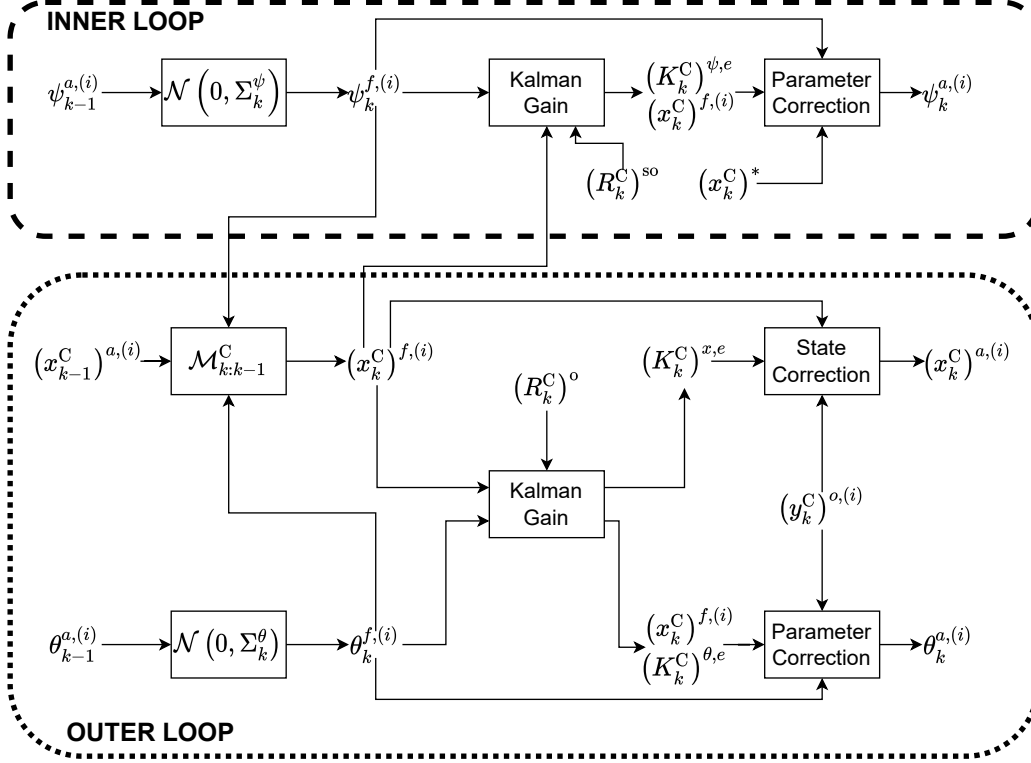 INNER LOOP
ψ_{k-1}^{a,(i)}
𝒩(0, Σ_k^ψ)
ψ_k^{f,(i)}
Kalman
Gain
(K_k^C)^{ψ,e}
(x_k^C)^{f,(i)}
Parameter
Correction
ψ_k^{a,(i)}
(R_k^C)^{so}
(x_k^C)^*
(x_{k-1}^C)^{a,(i)}
ℳ_{k:k-1}^C
(x_k^C)^{f,(i)}
(R_k^C)^o
(K_k^C)^{x,e}
State
Correction
(x_k^C)^{a,(i)}
Kalman
Gain
(y_k^C)^{o,(i)}
θ_{k-1}^{a,(i)}
𝒩(0, Σ_k^θ)
θ_k^{f,(i)}
(x_k^C)^{f,(i)}
(K_k^C)^{θ,e}
Parameter
Correction
θ_k^{a,(i)}
OUTER LOOP